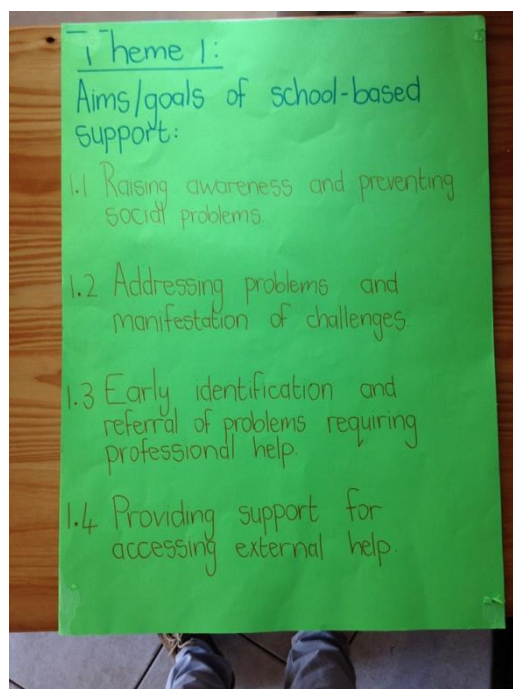 Theme 1:
Aims/goals of school-based
support:
1.1 Raising awareness and preventing
social problems.
1.2 Addressing problems and
manifestation of challenges.
1.3 Early identification and
referral of problems requiring
professional help.
1.4 Providing support for
accessing external help.